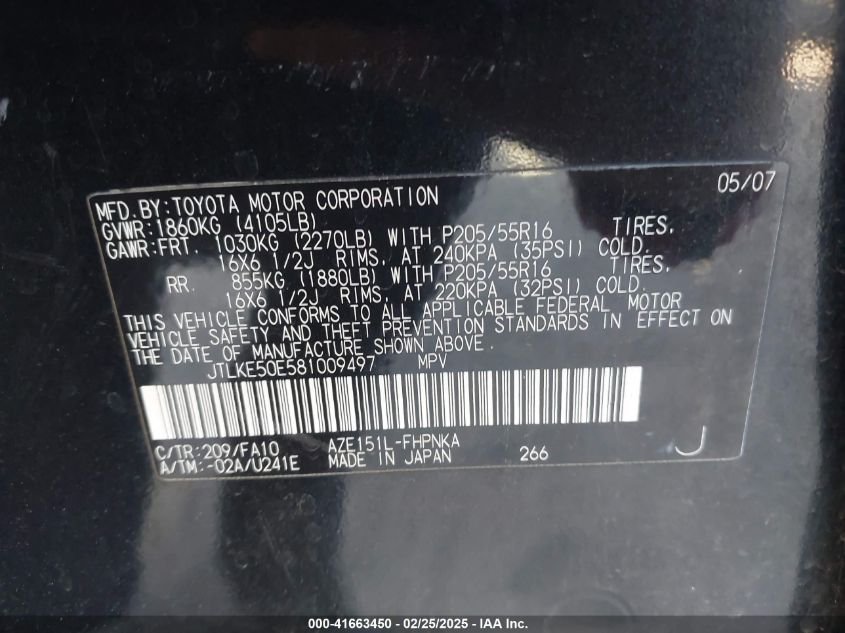 05/07
MFD.BY:TOYOTA MOTOR CORPORATION
GVWR:1860KG (4105LB)
GAWR:FRT. 1030KG (2270LB) WITH P205/55R16 TIRES,
16X6 1/2J RIMS, AT 240KPA (35PSI) COLD.
RR. 855KG (1880LB) WITH P205/55R16 TIRES,
16X6 1/2J RIMS, AT 220KPA (32PSI) COLD.
THIS VEHICLE CONFORMS TO ALL APPLICABLE FEDERAL MOTOR
VEHICLE SAFETY AND THEFT PREVENTION STANDARDS IN EFFECT ON
THE DATE OF MANUFACTURE SHOWN ABOVE.
JTLKE50E581009497 MPV
C/TR:209/FA10 AZE151L-FHPNKA
A/TM:-02A/U241E MADE IN JAPAN 266 J
000-41663450 - 02/25/2025 - IAA Inc.